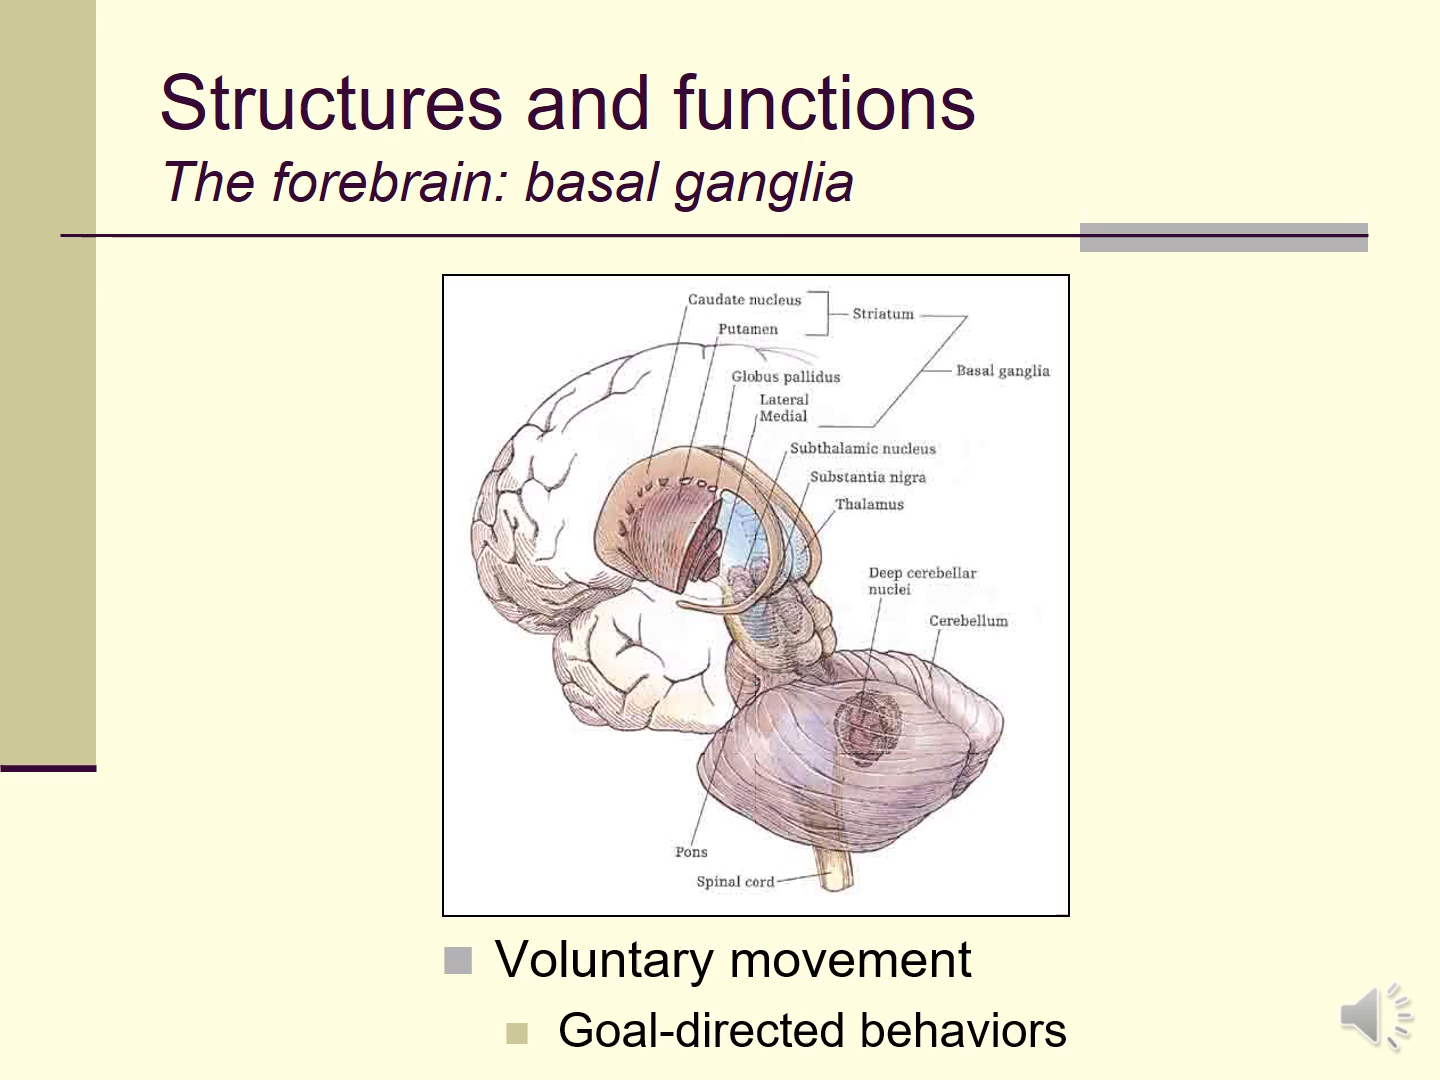 Structures and functions
The forebrain: basal ganglia
Caudate nucleus
Striatum
Putamen
Basal ganglia
Globus pallidus
Lateral
Medial
Subthalamic nucleus
Substantia nigra
Thalamus
Deep cerebellar
nuclei
Cerebellum
Pons
Spinal cord
Voluntary movement
Goal-directed behaviors